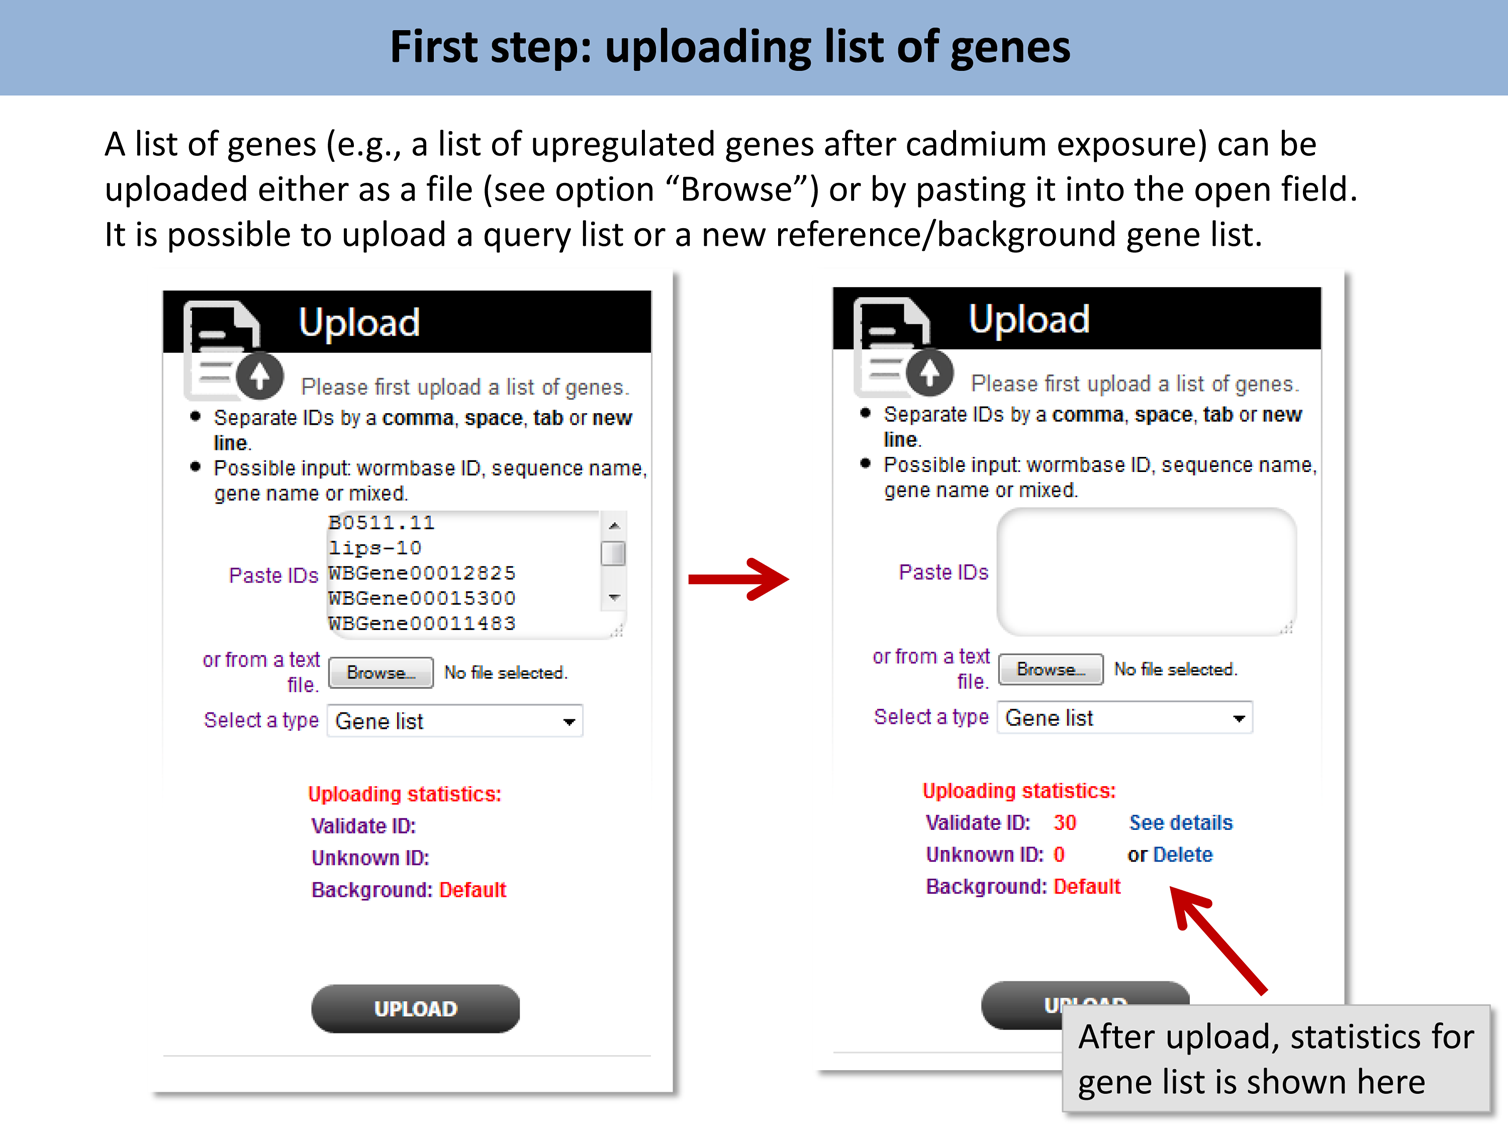 First step: uploading list of genes
A list of genes (e.g., a list of upregulated genes after cadmium exposure) can be
uploaded either as a file (see option “Browse”) or by pasting it into the open field.
It is possible to upload a query list or a new reference/background gene list.
Upload
Please first upload a list of genes.
Separate IDs by a comma, space, tab or new
line.
Possible input: wormbase ID, sequence name,
gene name or mixed.
Paste IDs
B0511.11
lips-10
WBGene00012825
WBGene00015300
WBGene00011483
or from a text
file.
Browse... No file selected.
Select a type Gene list
Uploading statistics:
Validate ID:
Unknown ID:
Background: Default
UPLOAD
Upload
Please first upload a list of genes.
Separate IDs by a comma, space, tab or new
line.
Possible input: wormbase ID, sequence name,
gene name or mixed.
Paste IDs
or from a text
file.
Browse... No file selected.
Select a type Gene list
Uploading statistics:
Validate ID: 30 See details
Unknown ID: 0 or Delete
Background: Default
UPLOAD
After upload, statistics for
gene list is shown here